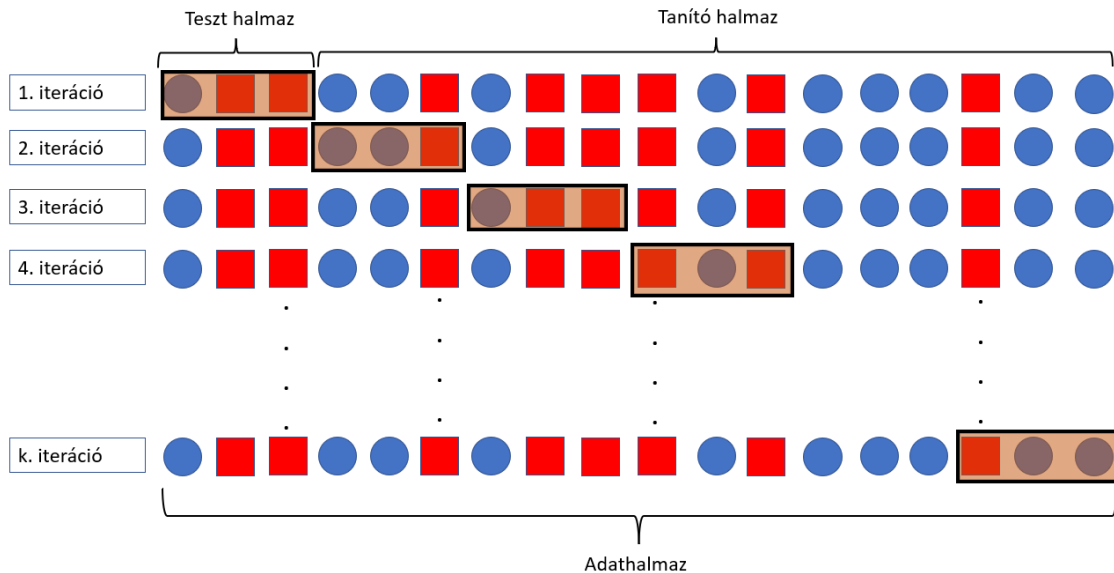 Teszt halmaz
Tanító halmaz
1. iteráció
2. iteráció
3. iteráció
4. iteráció
k. iteráció
Adathalmaz